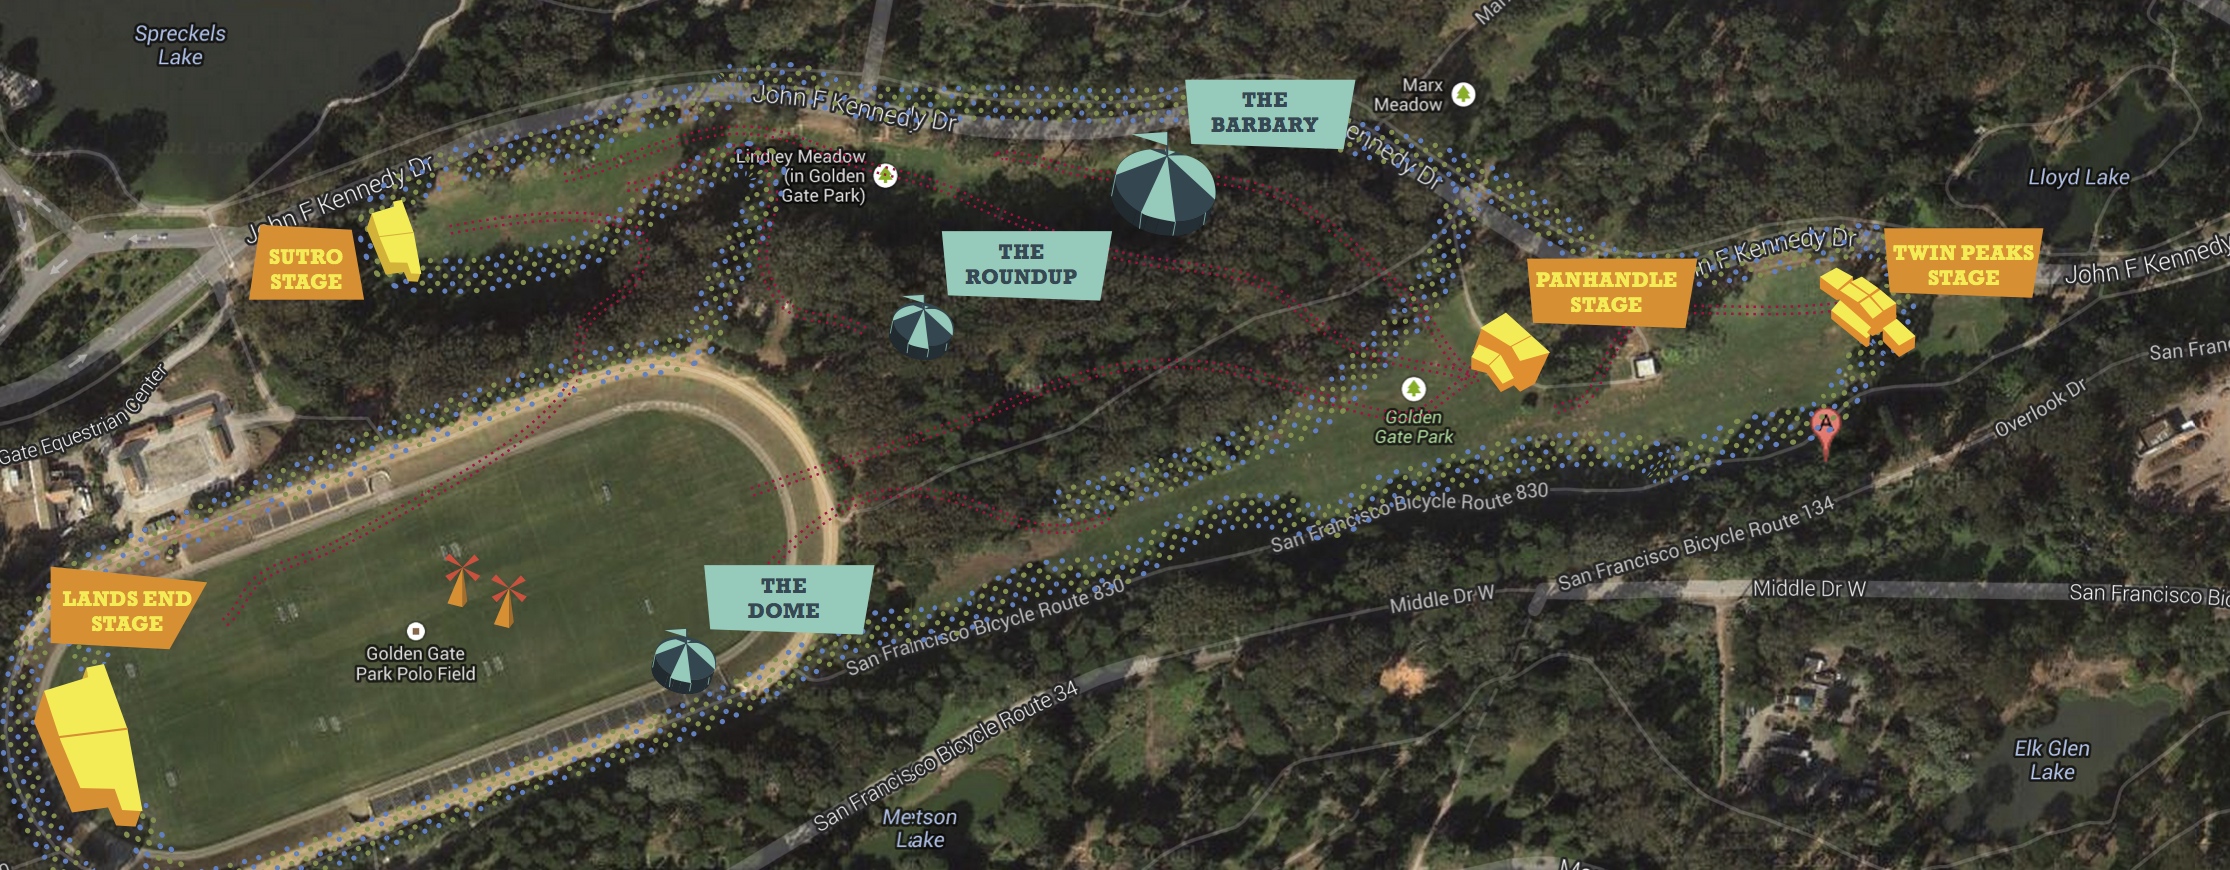 Spreckels
Lake
John F Kennedy Dr
THE
BARBARY
Marx
Meadow
John F Kennedy Dr
Lindley Meadow
(in Golden
Gate Park)
Lloyd Lake
John F Kennedy Dr
SUTRO
STAGE
THE
ROUNDUP
PANHANDLE
STAGE
TWIN PEAKS
STAGE
John F Kennedy
Gate Equestrian Center
Golden
Gate Park
A
Overlook Dr
San Francisco Bicycle Route 830
San Francisco Bicycle Route 134
LANDS END
STAGE
THE
DOME
San Francisco Bicycle Route 830
Middle Dr W
Middle Dr W
San Francisco Bic
Golden Gate
Park Polo Field
San Francisco Bicycle Route 34
Elk Glen
Lake
Metson
Lake